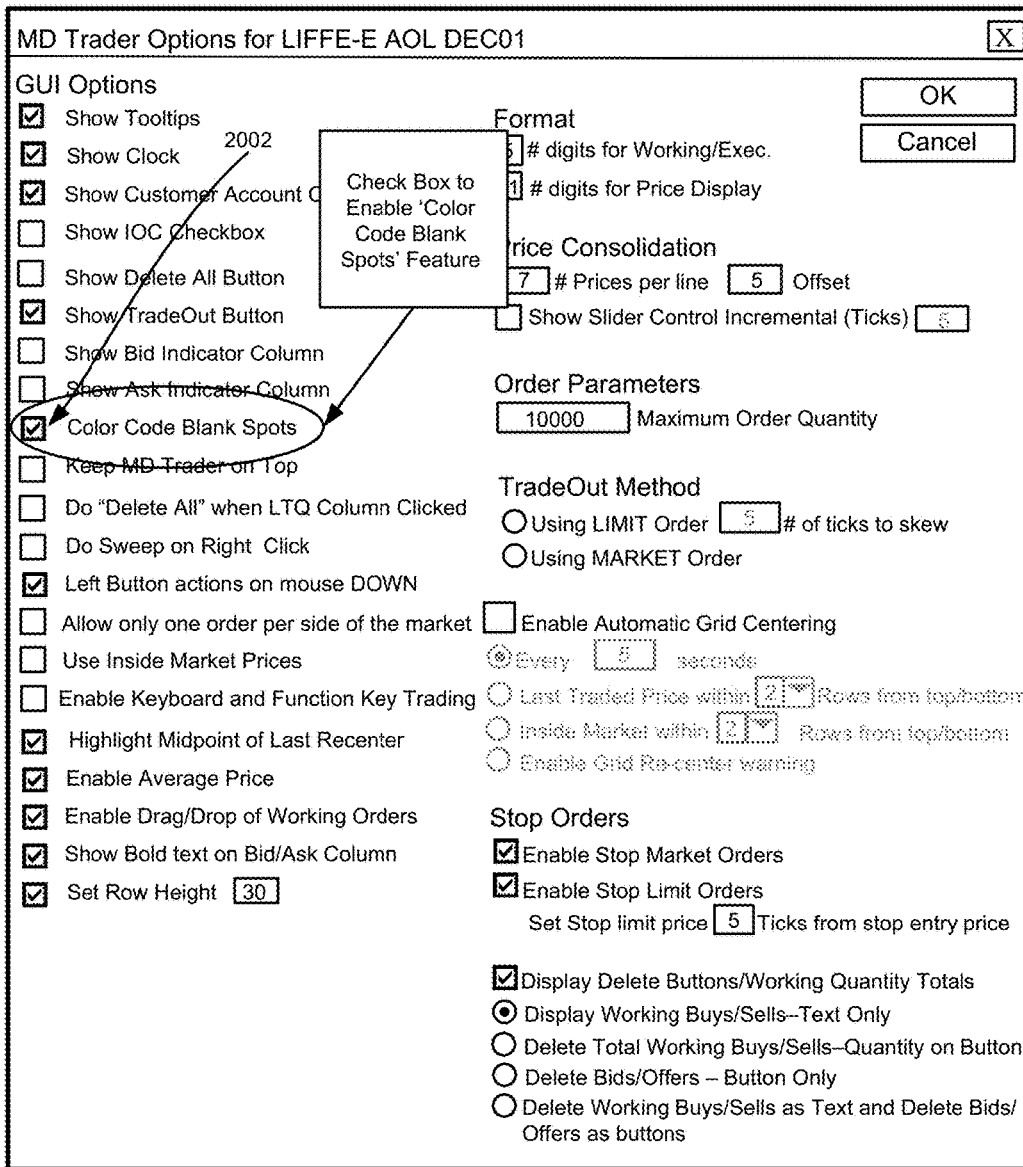 MD Trader Options for LIFFE-E AOL DEC01
X
GUI Options
Show Tooltips
Show Clock
2002
Show Customer Account
Show IOC Checkbox
Show Delete All Button
Show TradeOut Button
Show Bid Indicator Column
Show Ask Indicator Column
Color Code Blank Spots
Keep MD Trader on Top
Do "Delete All" when LTQ Column Clicked
Do Sweep on Right Click
Left Button actions on mouse DOWN
Allow only one order per side of the market
Use Inside Market Prices
Enable Keyboard and Function Key Trading
Highlight Midpoint of Last Recenter
Enable Average Price
Enable Drag/Drop of Working Orders
Show Bold text on Bid/Ask Column
Set Row Height 30
Check Box to
Enable 'Color
Code Blank
Spots' Feature
OK
Cancel
Format
# digits for Working/Exec.
1 # digits for Price Display
Price Consolidation
7 # Prices per line 5 Offset
Show Slider Control Incremental (Ticks) 5
Order Parameters
10000 Maximum Order Quantity
TradeOut Method
Using LIMIT Order 5 # of ticks to skew
Using MARKET Order
Enable Automatic Grid Centering
Every 5 seconds
Last Traded Price within 2 Rows from top/bottom
Inside Market within 2 Rows from top/bottom
Enable Grid Re-center warning
Stop Orders
Enable Stop Market Orders
Enable Stop Limit Orders
Set Stop limit price 5 Ticks from stop entry price
Display Delete Buttons/Working Quantity Totals
Display Working Buys/Sells–Text Only
Delete Total Working Buys/Sells–Quantity on Button
Delete Bids/Offers – Button Only
Delete Working Buys/Sells as Text and Delete Bids/
Offers as buttons